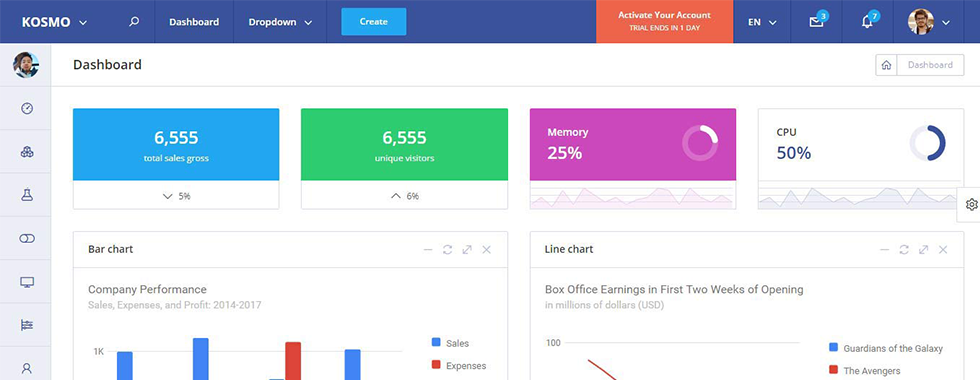 KOSMO
Dashboard
Dropdown
Create
Activate Your Account
TRIAL ENDS IN 1 DAY
EN
3
7
Dashboard
Dashboard
6,555
total sales gross
5%
6,555
unique visitors
6%
Memory
25%
CPU
50%
Bar chart
Company Performance
Sales, Expenses, and Profit: 2014-2017
1K
Sales
Expenses
Line chart
Box Office Earnings in First Two Weeks of Opening
in millions of dollars (USD)
100
Guardians of the Galaxy
The Avengers